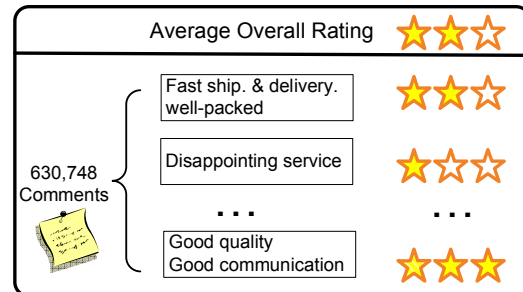 Average Overall Rating
Fast ship. & delivery.
well-packed
630,748
Comments
Disappointing service
... ...
Good quality
Good communication